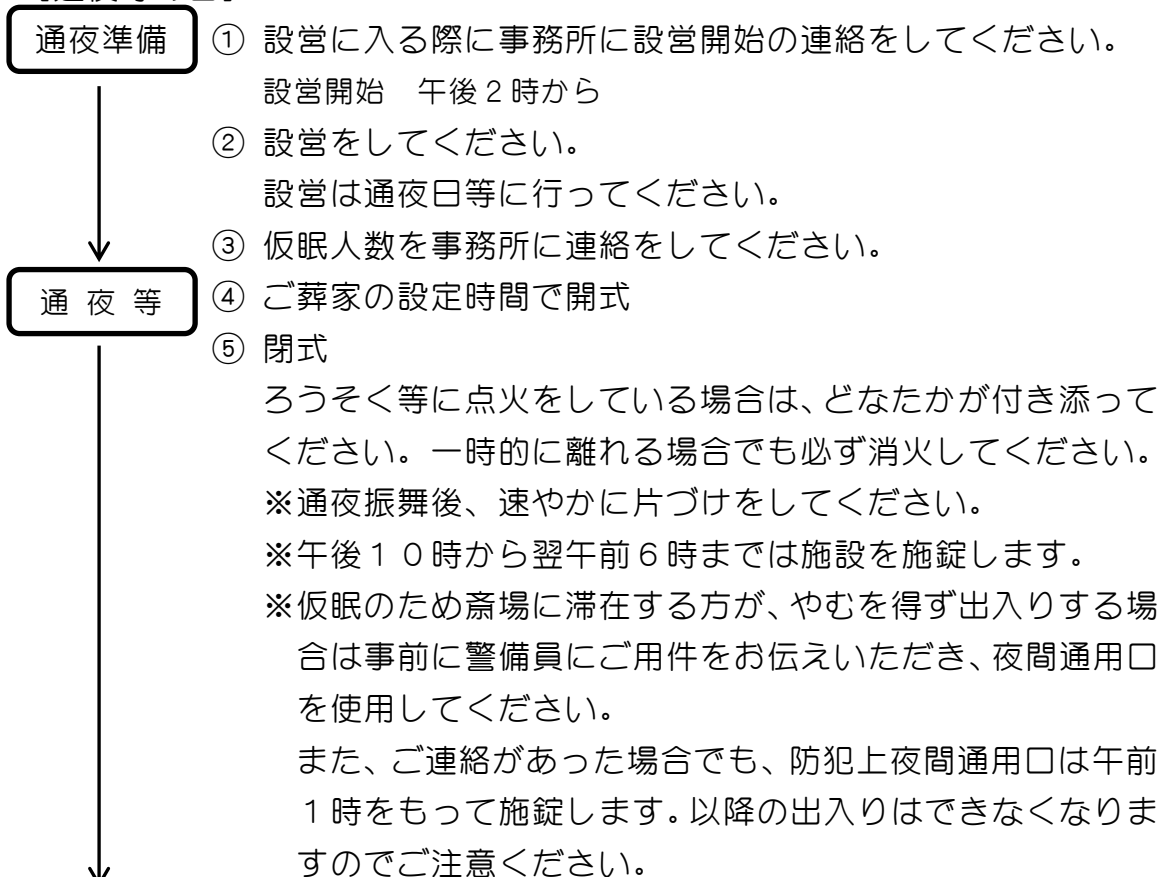 通夜準備
① 設営に入る際に事務所に設営開始の連絡をしてください。
設営開始　午後２時から
② 設営をしてください。
設営は通夜日等に行ってください。
③ 仮眠人数を事務所に連絡をしてください。
通 夜 等
④ ご葬家の設定時間で開式
⑤ 閉式
ろうそく等に点火をしている場合は、どなたかが付き添って
ください。一時的に離れる場合でも必ず消火してください。
※通夜振舞後、速やかに片づけをしてください。
※午後１０時から翌午前６時までは施設を施錠します。
※仮眠のため斎場に滞在する方が、やむを得ず出入りする場
合は事前に警備員にご用件をお伝えいただき、夜間通用口
を使用してください。
また、ご連絡があった場合でも、防犯上夜間通用口は午前
１時をもって施錠します。以降の出入りはできなくなりま
すのでご注意ください。